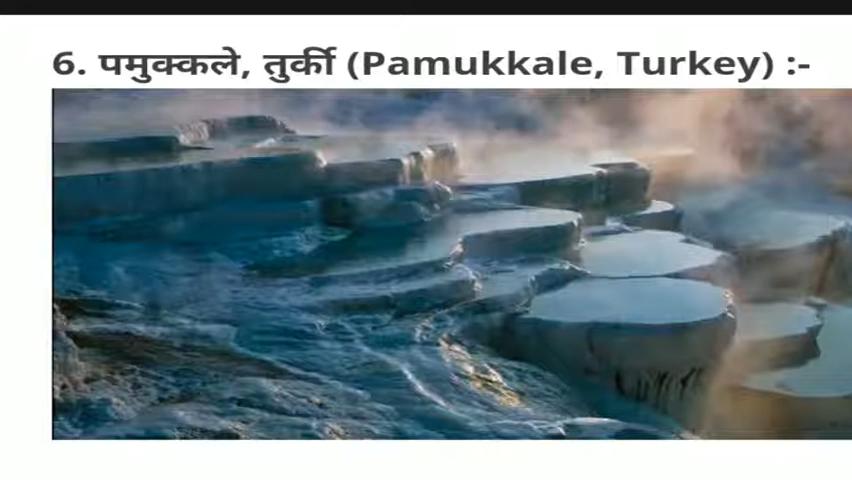 6. पमुक्कले, तुर्की (Pamukkale, Turkey) :-